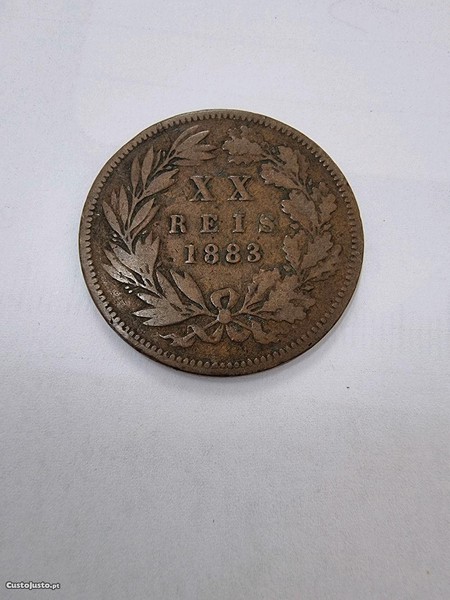 XX
REIS
1883
CustoJusto.pt